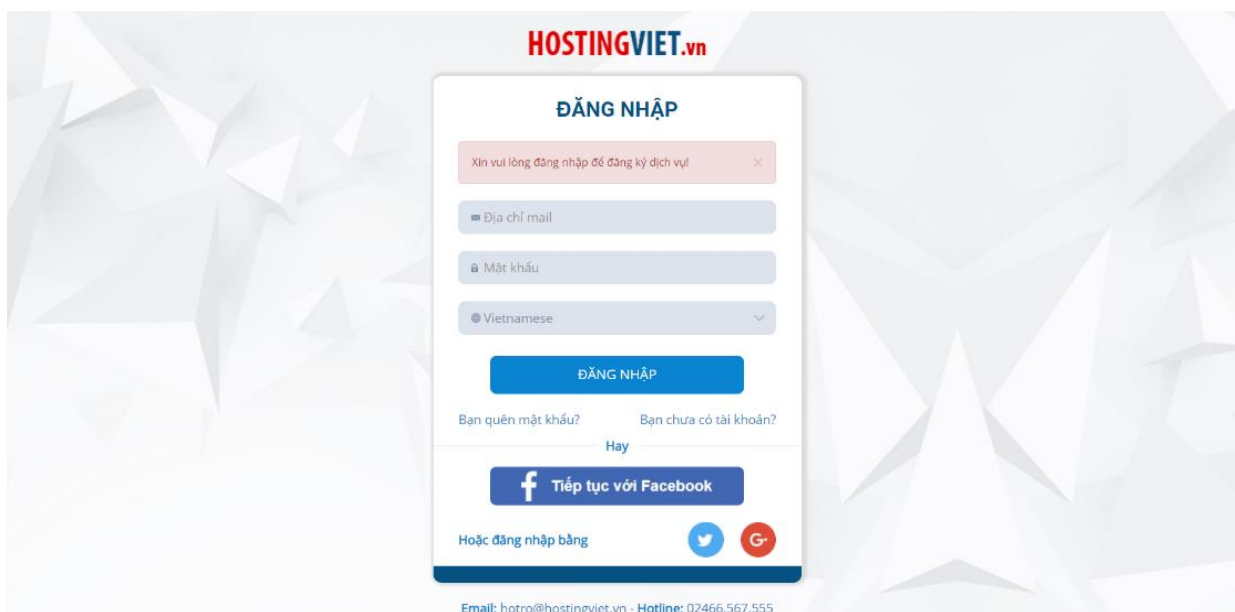 HOSTINGVIET.vn
ĐĂNG NHẬP
Xin vui lòng đăng nhập để đăng ký dịch vụ!
Địa chỉ mail
Mật khẩu
Vietnamese
ĐĂNG NHẬP
Bạn quên mật khẩu? Bạn chưa có tài khoản?
Hay
Tiếp tục với Facebook
Hoặc đăng nhập bằng G+
Email: hotro@hostingviet.vn - Hotline: 02466.567.555